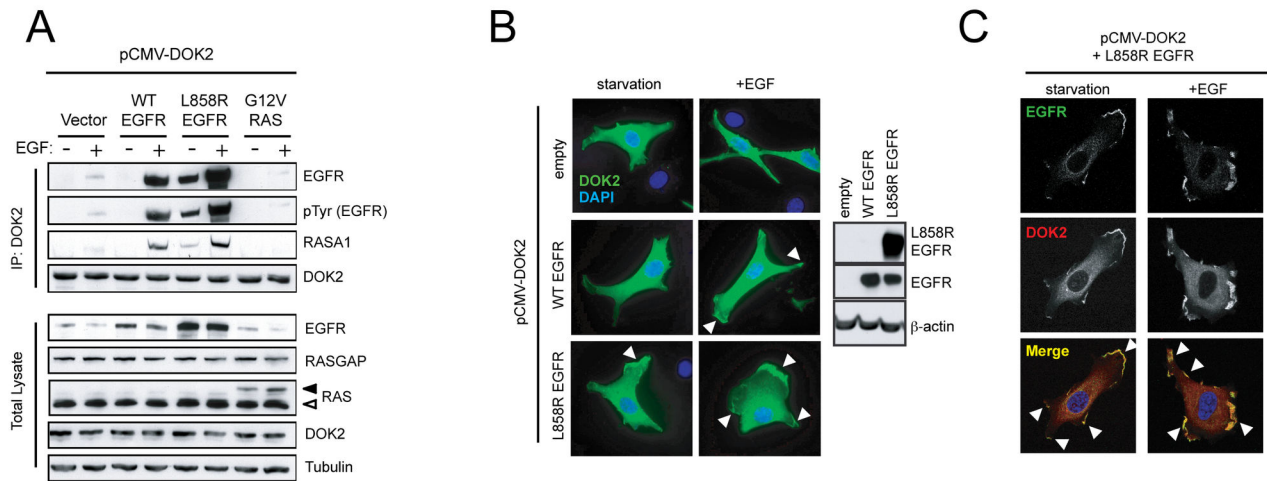 A
pCMV-DOK2
Vector
WT
EGFR
L858R
EGFR
G12V
RAS
EGF: - + - + - + - +
IP: DOK2
EGFR
pTyr (EGFR)
RASA1
DOK2
Total Lysate
EGFR
RASGAP
RAS
DOK2
Tubulin
B
starvation
+EGF
pCMV-DOK2
empty
DOK2
DAPI
WT EGFR
L858R EGFR
empty
WT EGFR
L858R EGFR
L858R
EGFR
EGFR
β-actin
C
pCMV-DOK2
+ L858R EGFR
starvation
+EGF
EGFR
DOK2
Merge